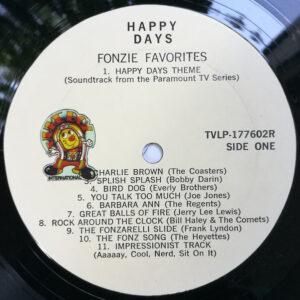 HAPPY
DAYS
FONZIE FAVORITES
1. HAPPY DAYS THEME
(Soundtrack from the Paramount TV Series)
TVLP-177602R
SIDE ONE
INTERNATIONAL
CHARLIE BROWN (The Coasters)
SPLISH SPLASH (Bobby Darin)
4. BIRD DOG (Everly Brothers)
5. YOU TALK TOO MUCH (Joe Jones)
6. BARBARA ANN (The Regents)
7. GREAT BALLS OF FIRE (Jerry Lee Lewis)
8. ROCK AROUND THE CLOCK (Bill Haley & The Comets)
9. THE FONZARELLI SLIDE (Frank Lyndon)
10. THE FONZ SONG (The Heyettes)
11. IMPRESSIONIST TRACK
(Aaaaay, Cool, Nerd, Sit On It)